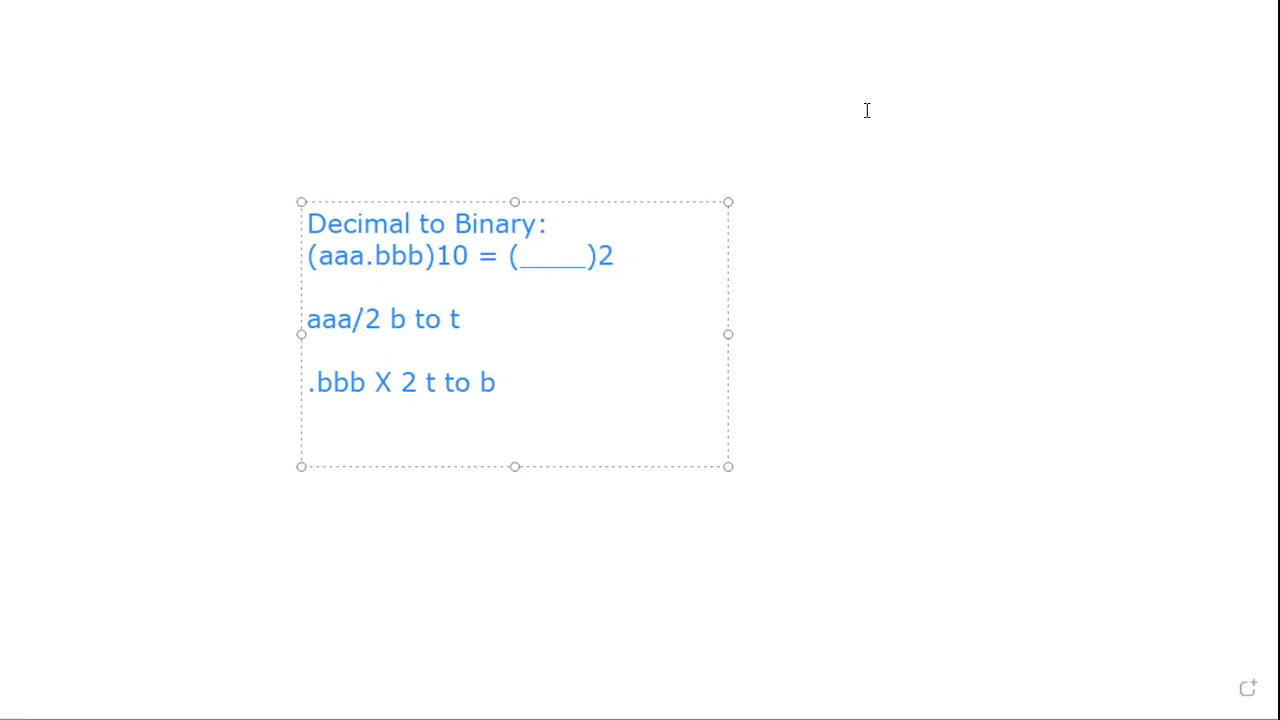 Decimal to Binary:
(aaa.bbb)10 = (_____)2
aaa/2 b to t
.bbb X 2 t to b